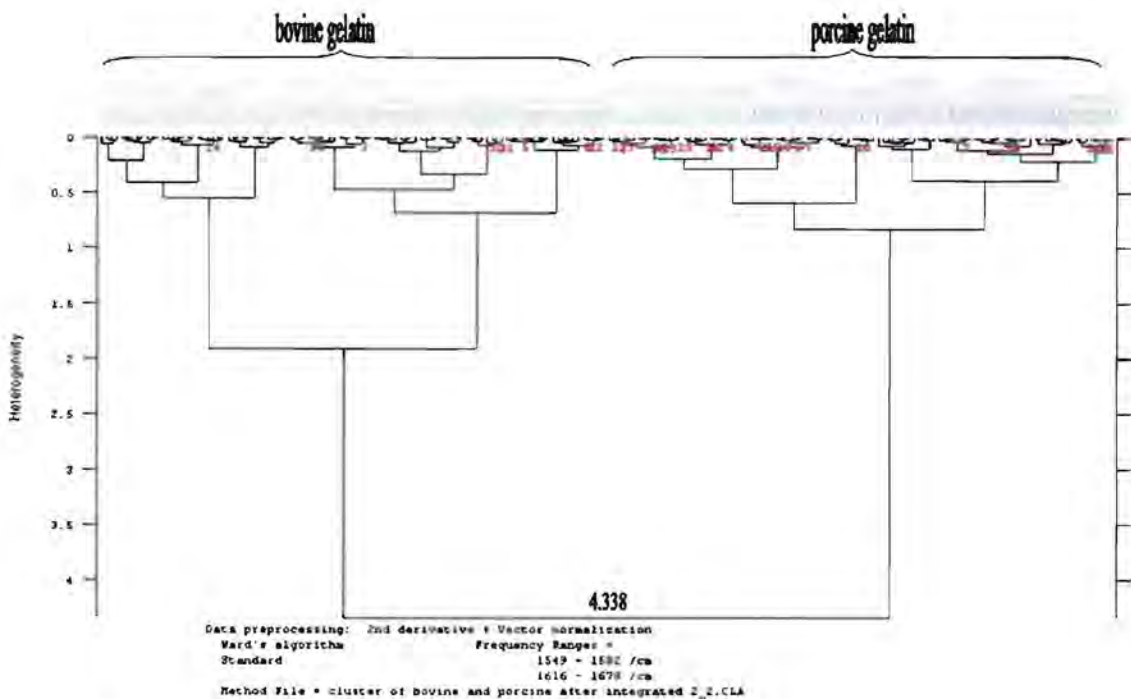 bovine gelatin porcine gelatin
0
0.5
1
1.5
2
2.5
3
3.5
4
Heterogeneity
4.338
Data preprocessing: 2nd derivative + Vector normalization
Ward's algorithm Frequency Ranges =
Standard 1549 - 1582 /cm
1616 - 1678 /cm
Method File = cluster of bovine and porcine after integrated 2_2.CLA